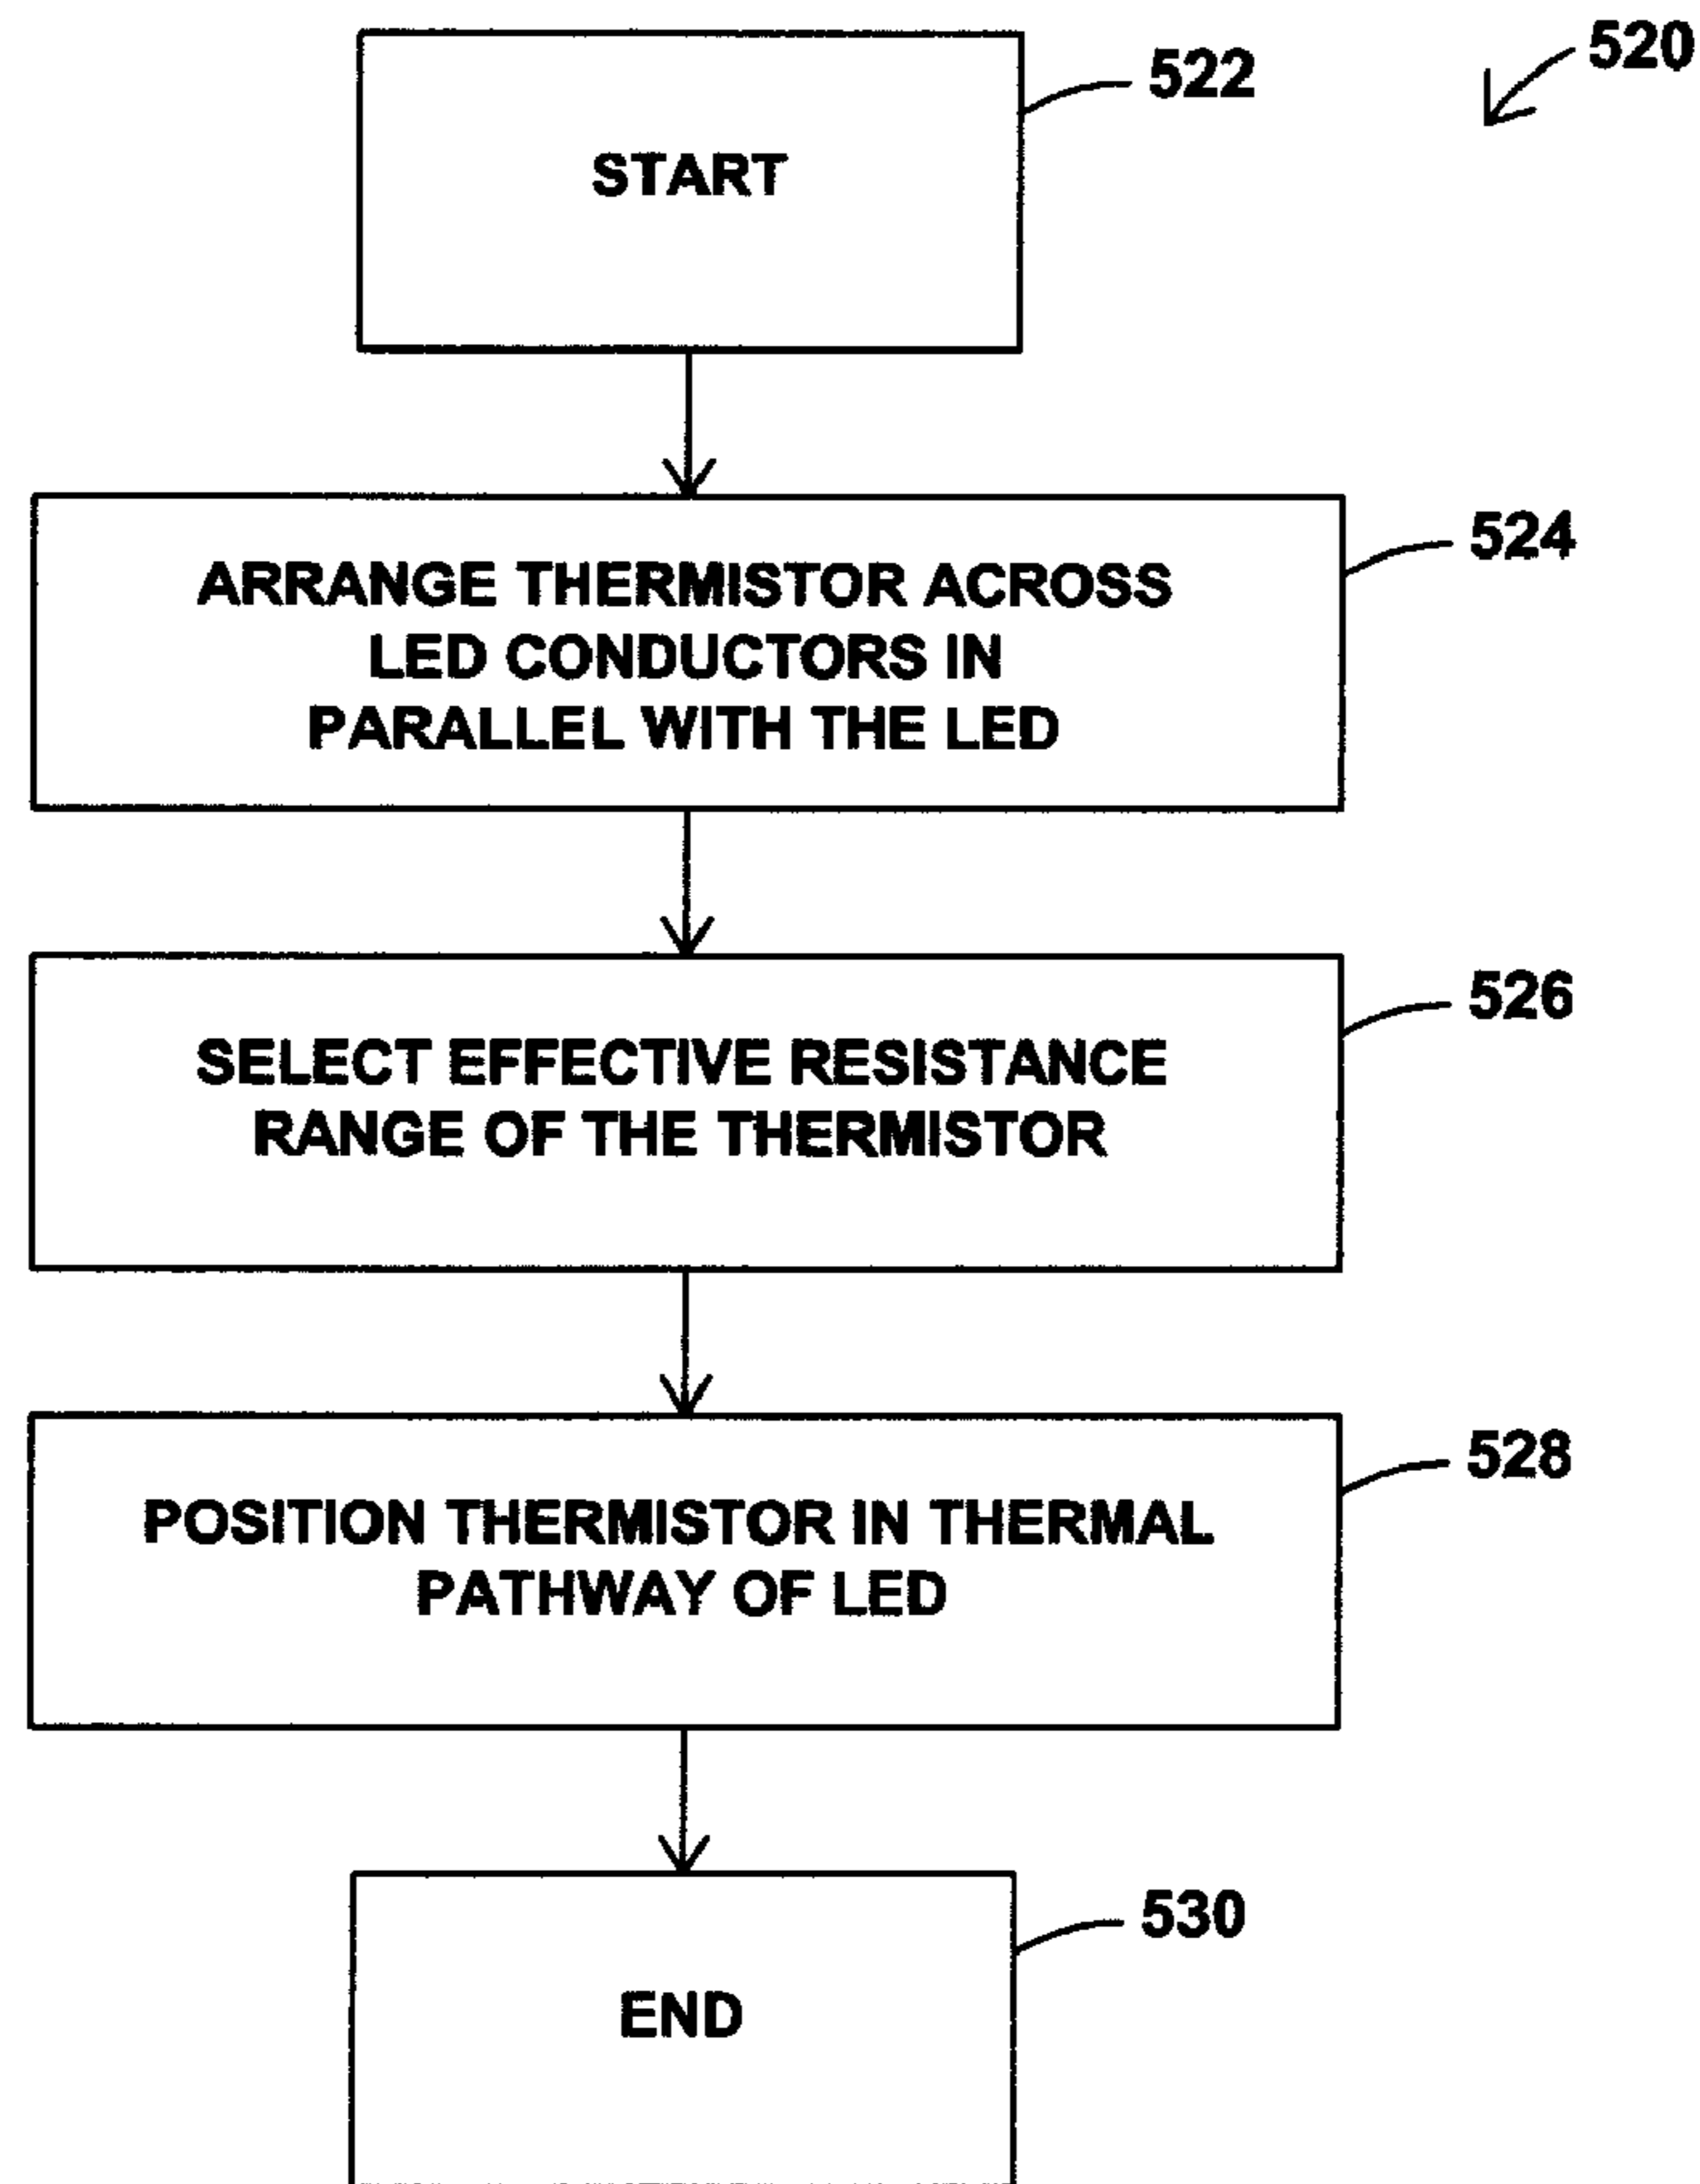 520
522
START
524
ARRANGE THERMISTOR ACROSS
LED CONDUCTORS IN
PARALLEL WITH THE LED
526
SELECT EFFECTIVE RESISTANCE
RANGE OF THE THERMISTOR
528
POSITION THERMISTOR IN THERMAL
PATHWAY OF LED
530
END